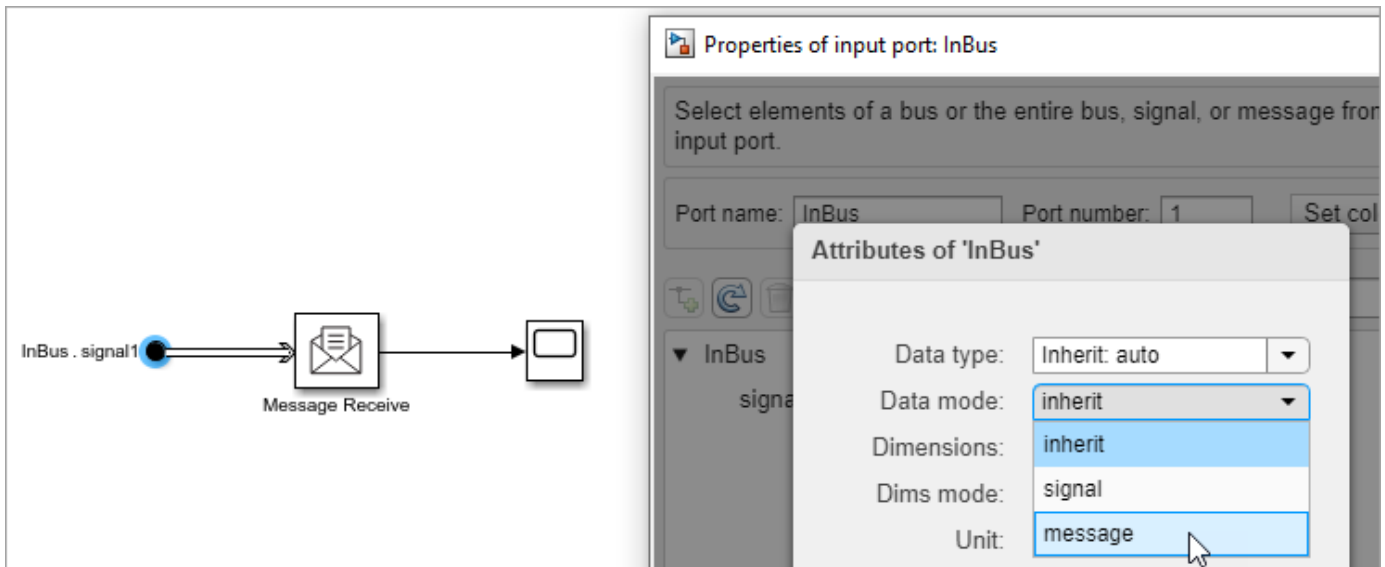 Properties of input port: InBus
Select elements of a bus or the entire bus, signal, or message from
input port.
Port name: InBus Port number: 1 Set col
Attributes of 'InBus'
InBus . signal1
Message Receive
InBus
signa
Data type: Inherit: auto
Data mode: inherit
Dimensions: inherit
Dims mode: signal
Unit: message